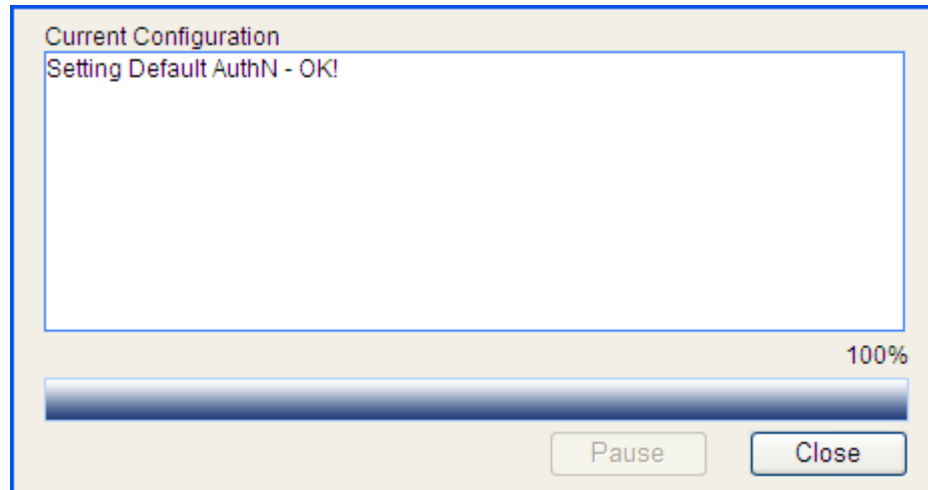 Current Configuration
Setting Default AuthN - OK!
100%
Pause
Close